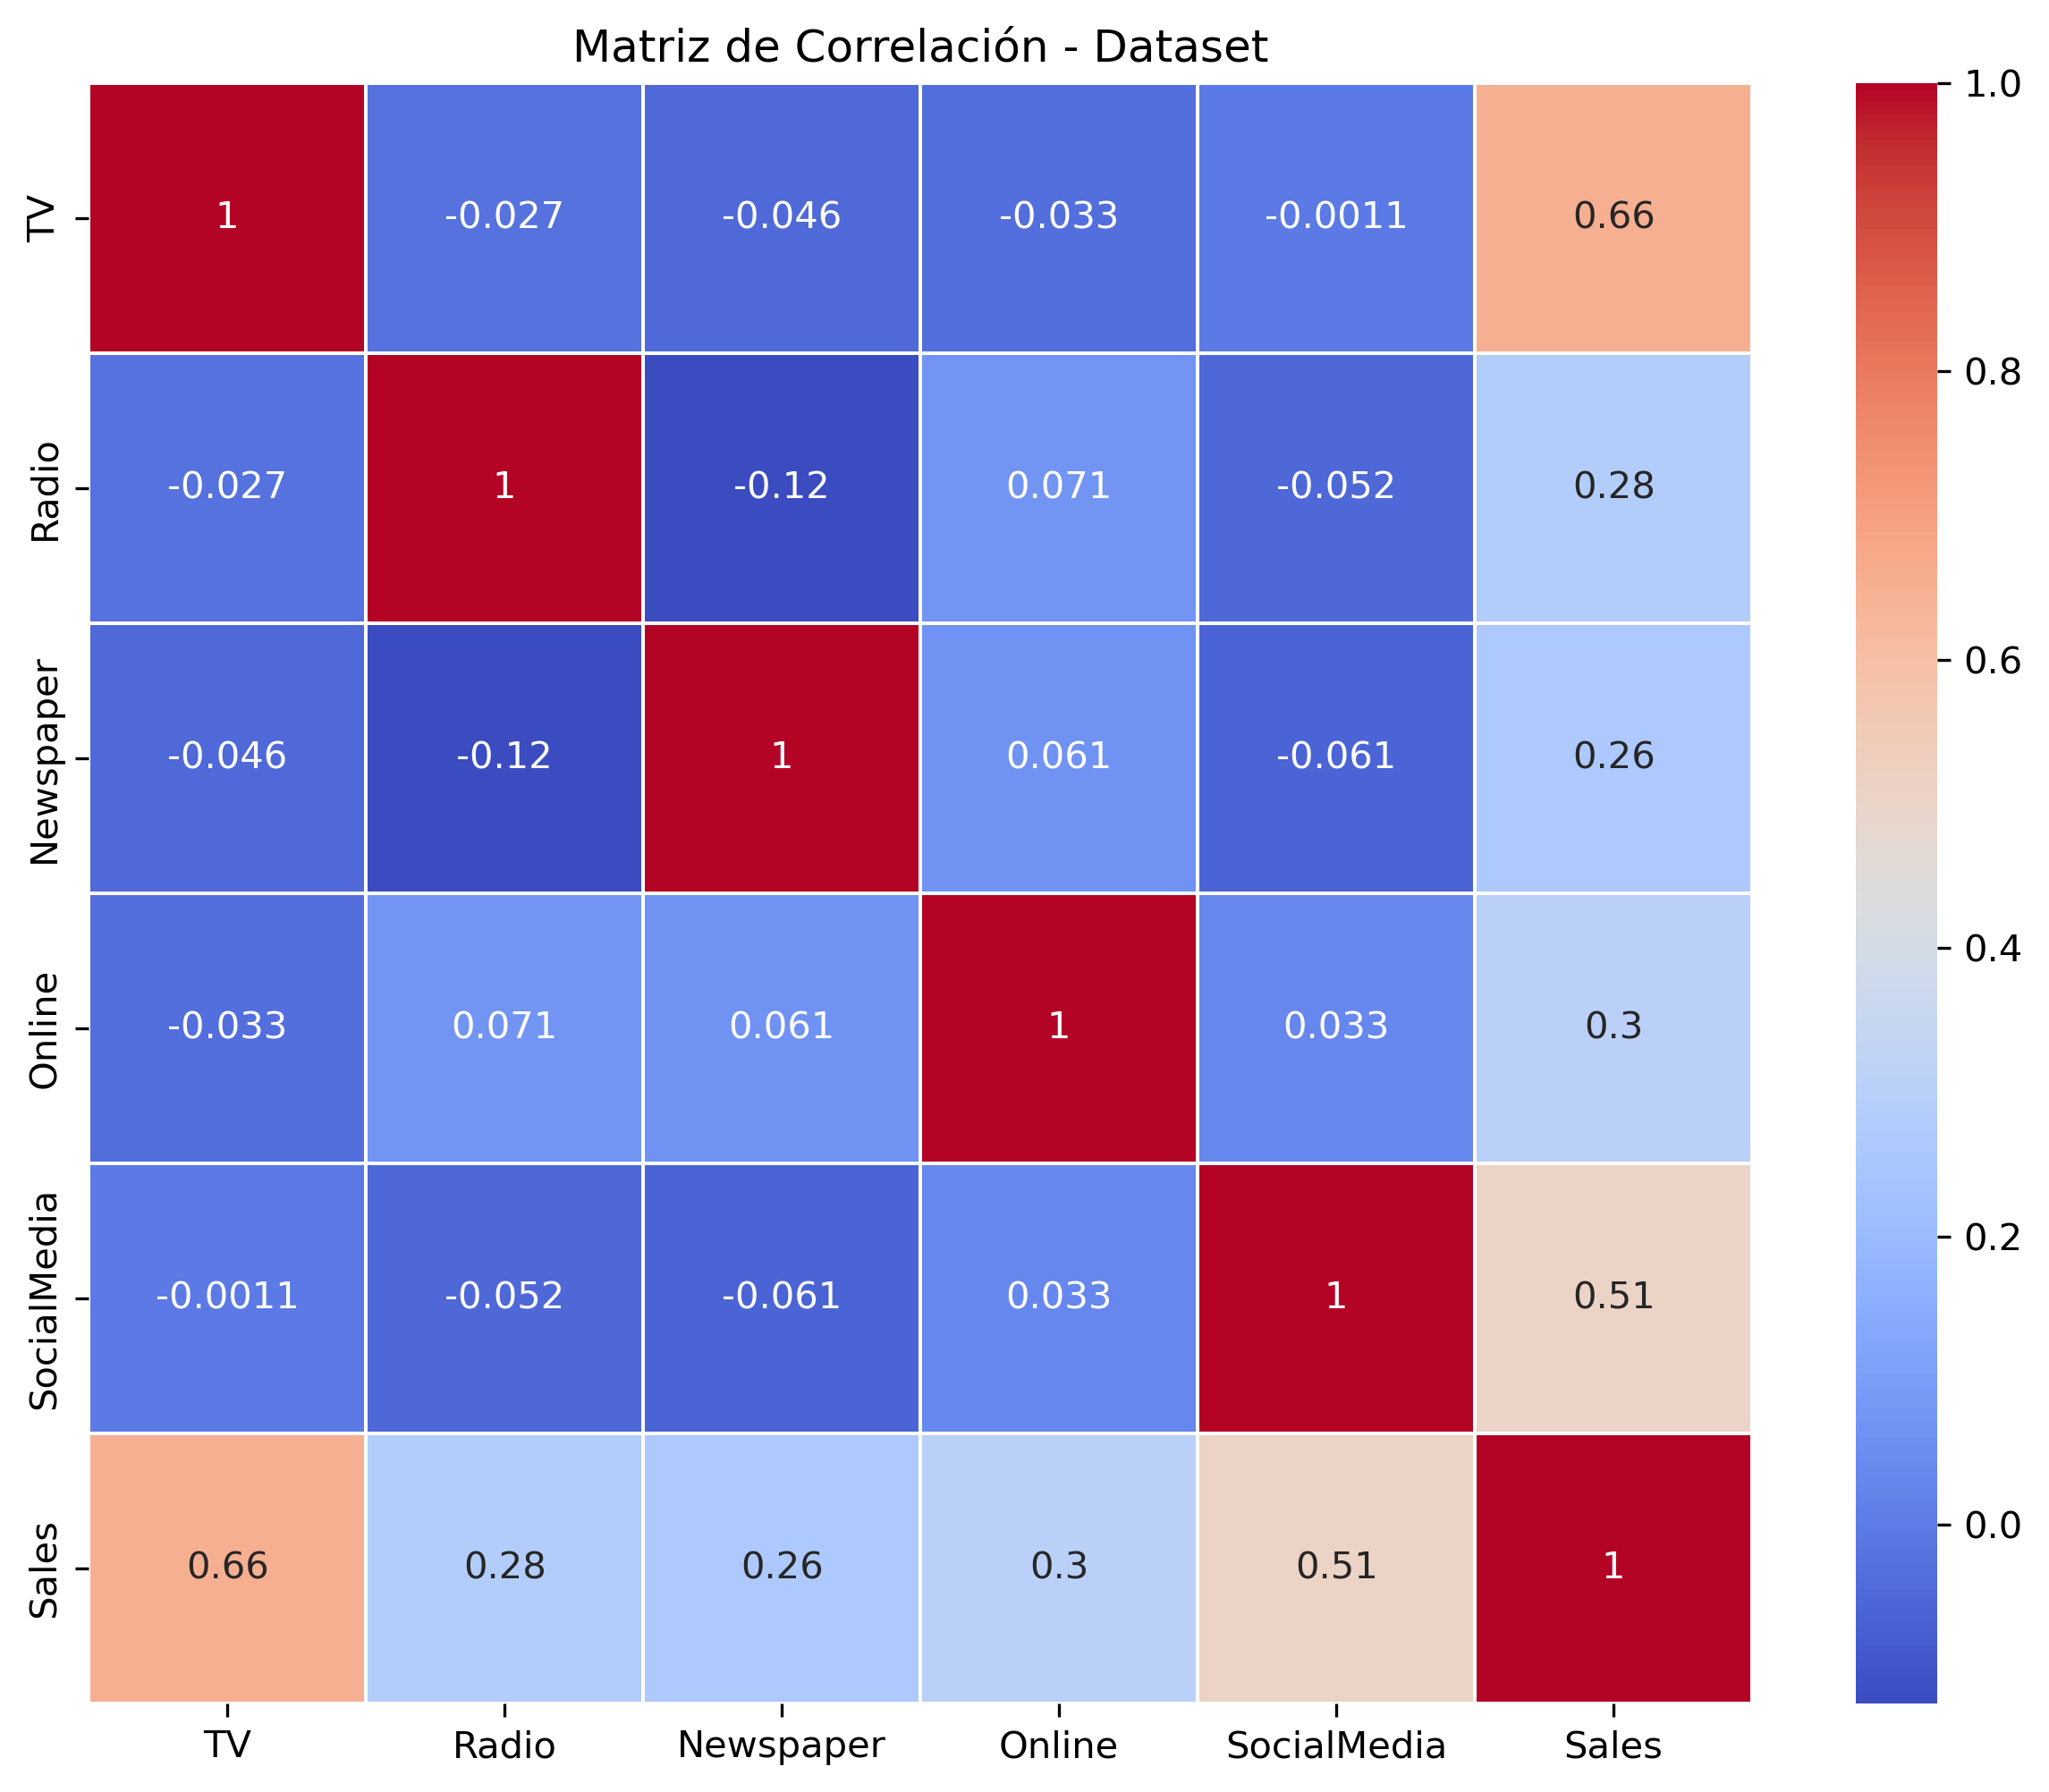 Matriz de Correlación - Dataset
TV 1 -0.027 -0.046 -0.033 -0.0011 0.66
Radio -0.027 1 -0.12 0.071 -0.052 0.28
Newspaper -0.046 -0.12 1 0.061 -0.061 0.26
Online -0.033 0.071 0.061 1 0.033 0.3
SocialMedia -0.0011 -0.052 -0.061 0.033 1 0.51
Sales 0.66 0.28 0.26 0.3 0.51 1
TV Radio Newspaper Online SocialMedia Sales
1.0
0.8
0.6
0.4
0.2
0.0